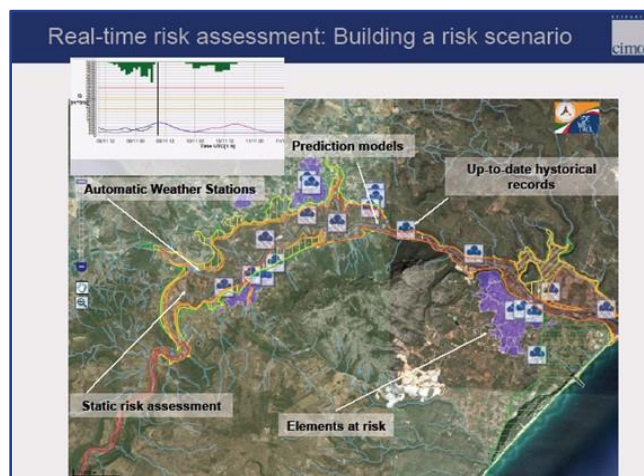 Real-time risk assessment: Building a risk scenario
cimo
Prediction models
Up-to-date hystorical
records
Automatic Weather Stations
Static risk assessment
Elements at risk